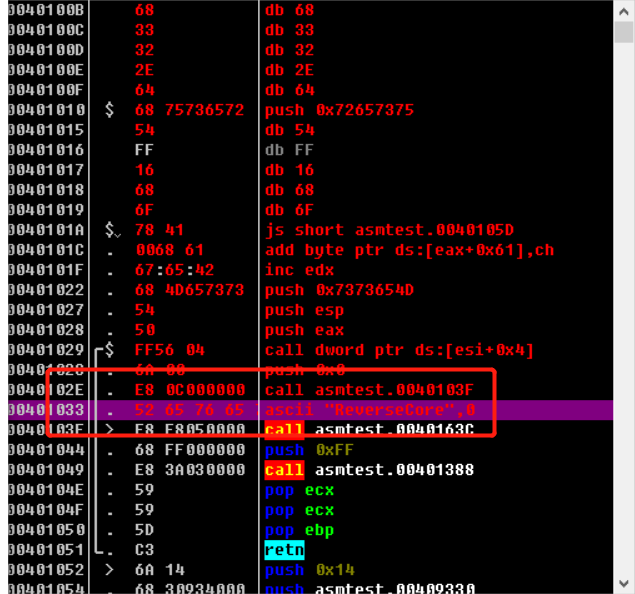 0040100B 68 db 68
0040100C 33 db 33
0040100D 32 db 32
0040100E 2E db 2E
0040100F 64 db 64
00401010 $ 68 75736572 push 0x72657375
00401015 54 db 54
00401016 FF db FF
00401017 16 db 16
00401018 68 db 68
00401019 6F db 6F
0040101A $ 78 41 js short asmtest.0040105D
0040101C . 0068 61 add byte ptr ds:[eax+0x61],ch
0040101F . 67:65:42 inc edx
00401022 . 68 4D657373 push 0x7373654D
00401027 . 54 push esp
00401028 . 50 push eax
00401029 $ FF56 04 call dword ptr ds:[esi+0x4]
6A 00 push 0x0
0040102E . E8 0C000000 call asmtest.0040103F
00401033 . 52 65 76 65 ascii "ReverseCore",0
0040103F > E8 F8050000 call asmtest.0040163C
00401044 . 68 FF000000 push 0xFF
00401049 . E8 3A030000 call asmtest.00401388
0040104E . 59 pop ecx
0040104F . 59 pop ecx
00401050 . 5D pop ebp
00401051 . C3 retn
00401052 > 6A 14 push 0x14
00401054 . 68 30934000 push asmtest.00409330